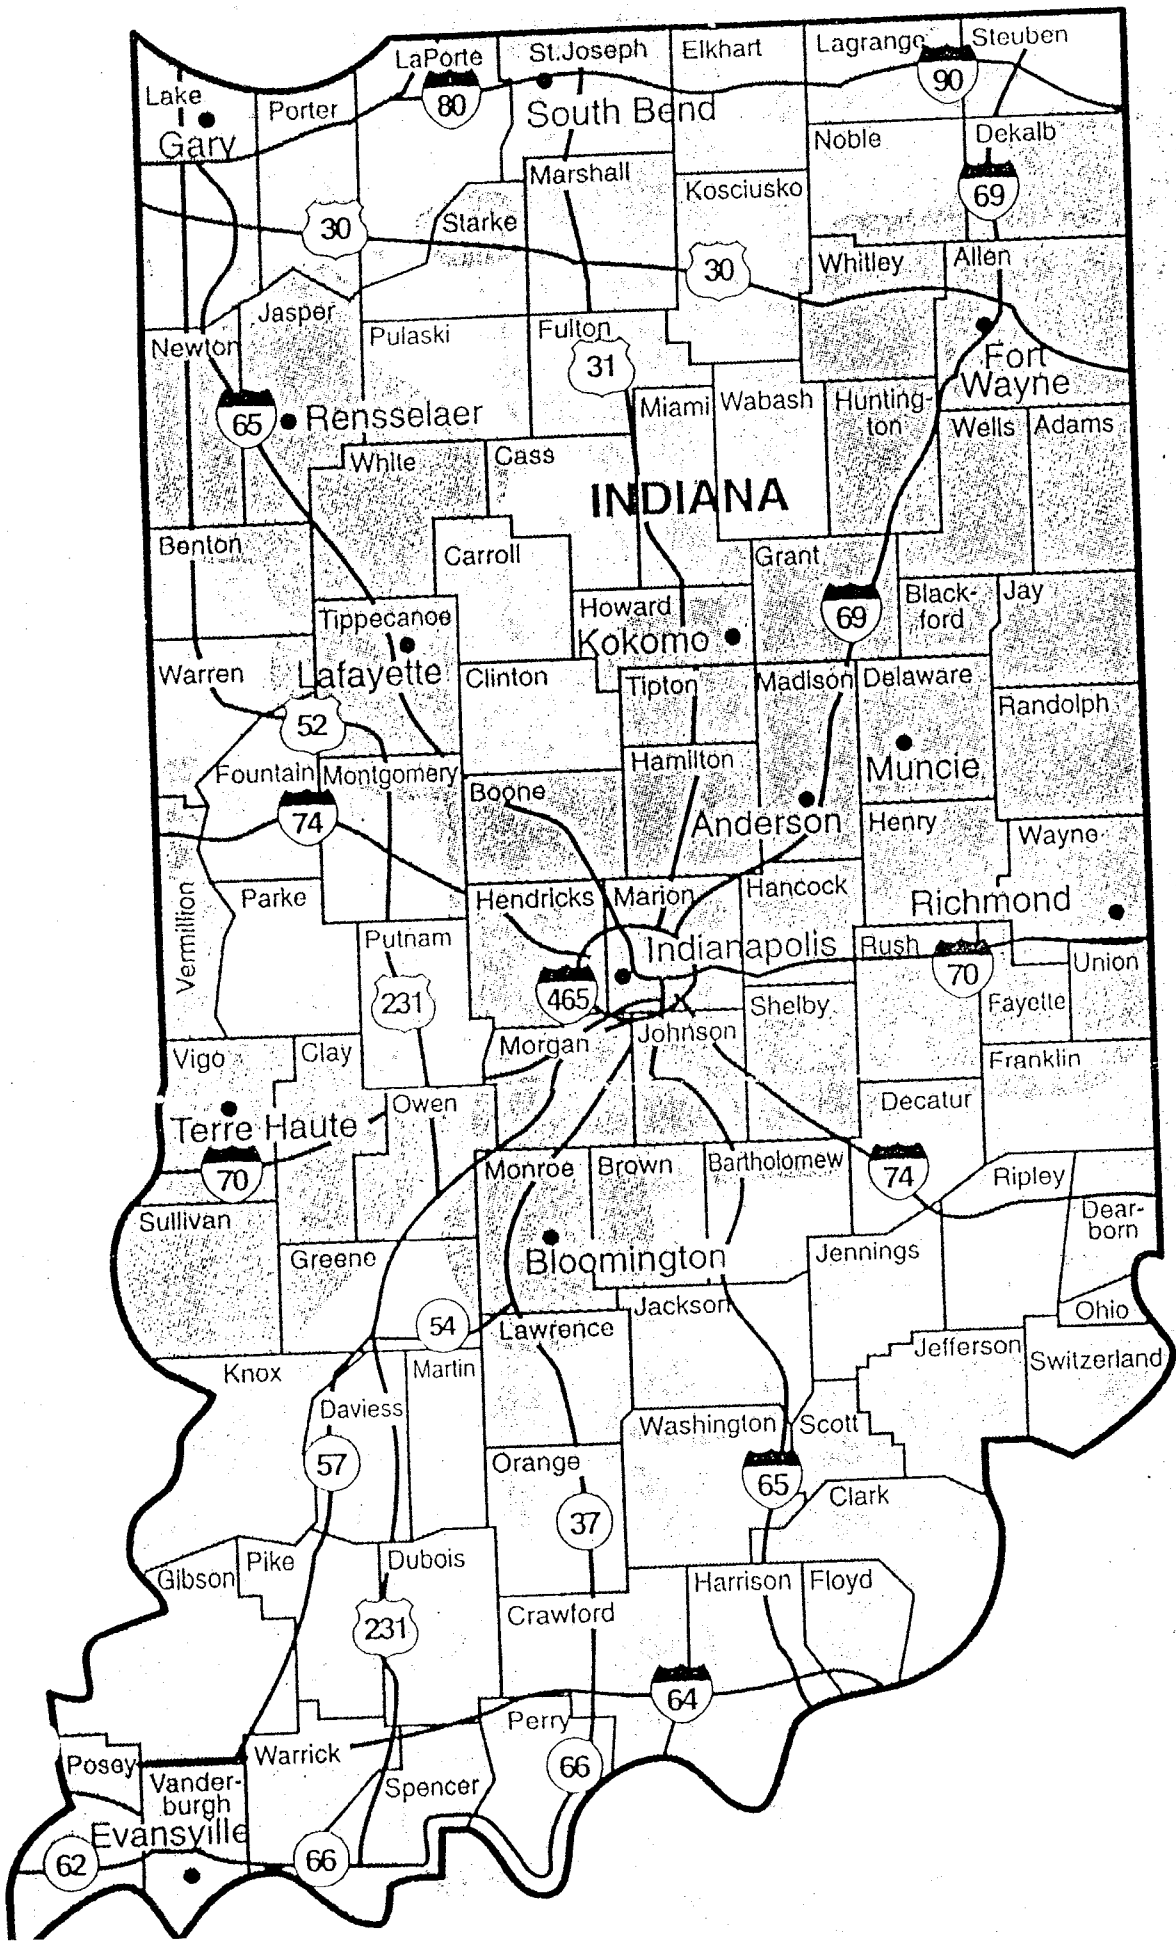 LaPorte
St.Joseph
Elkhart
Lagrange
Steuben
Lake
Porter
80
90
Gary
South Bend
Noble
Dekalb
Marshall
Kosciusko
69
30
Starke
30
Whitley
Allen
Jasper
Newton
Pulaski
Fulton
31
Fort
Wayne
65
Rensselaer
Miami
Wabash
Hunting-
ton
Wells
Adams
White
Cass
INDIANA
Benton
Carroll
Grant
Tippecanoe
Howard
Kokomo
69
Black-
ford
Jay
Warren
Lafayette
Clinton
Tipton
Madison
Delaware
Randolph
52
Fountain
Montgomery
Hamilton
Muncie
Boone
74
Anderson
Henry
Wayne
Vermillion
Parke
Hendricks
Marion
Hancock
Richmond
Putnam
Indianapolis
Rush
70
Union
231
465
Shelby
Fayette
Vigo
Clay
Morgan
Johnson
Franklin
Owen
Decatur
Terre Haute
70
Monroe
Brown
Bartholomew
74
Ripley
Sullivan
Dear-
born
Greene
Bloomington
Jennings
54
Lawrence
Jackson
Ohio
Knox
Martin
Jefferson
Switzerland
Daviess
Washington
Scott
57
Orange
65
Clark
37
Gibson
Pike
Dubois
Harrison
Floyd
231
Crawford
64
Perry
Posey
Warrick
66
Vander-
burgh
Spencer
Evansville
62
66